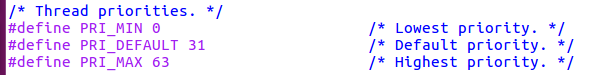 /* Thread priorities. */
#define PRI_MIN 0                       /* Lowest priority. */
#define PRI_DEFAULT 31                  /* Default priority. */
#define PRI_MAX 63                      /* Highest priority. */